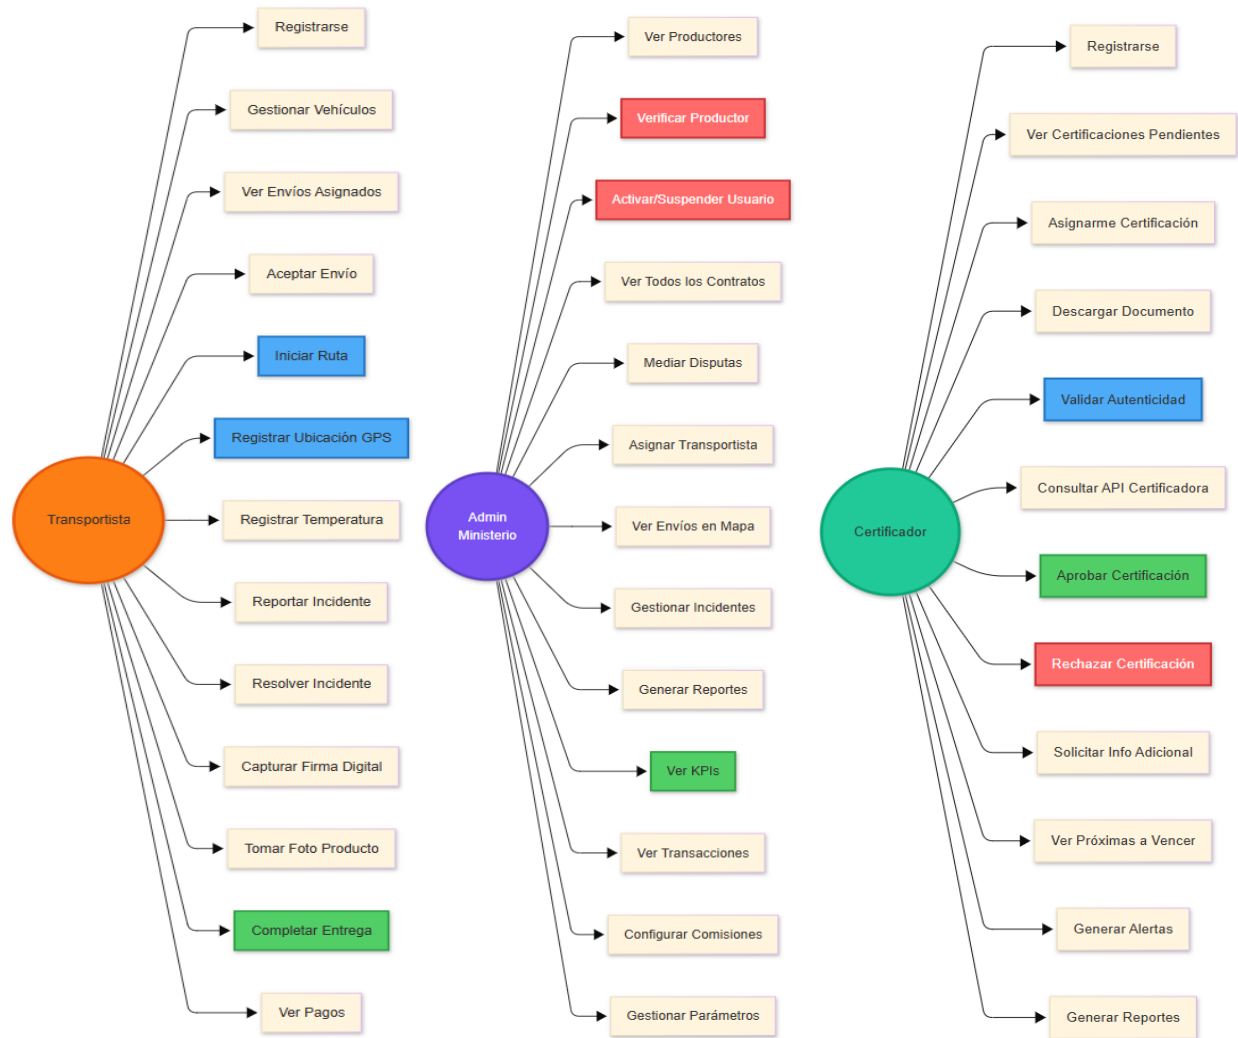 Transportista
Registrarse
Gestionar Vehículos
Ver Envíos Asignados
Aceptar Envío
Iniciar Ruta
Registrar Ubicación GPS
Registrar Temperatura
Reportar Incidente
Resolver Incidente
Capturar Firma Digital
Tomar Foto Producto
Completar Entrega
Ver Pagos
Admin
Ministerio
Ver Productores
Verificar Productor
Activar/Suspender Usuario
Ver Todos los Contratos
Mediar Disputas
Asignar Transportista
Ver Envíos en Mapa
Gestionar Incidentes
Generar Reportes
Ver KPIs
Ver Transacciones
Configurar Comisiones
Gestionar Parámetros
Certificador
Registrarse
Ver Certificaciones Pendientes
Asignarme Certificación
Descargar Documento
Validar Autenticidad
Consultar API Certificadora
Aprobar Certificación
Rechazar Certificación
Solicitar Info Adicional
Ver Próximas a Vencer
Generar Alertas
Generar Reportes